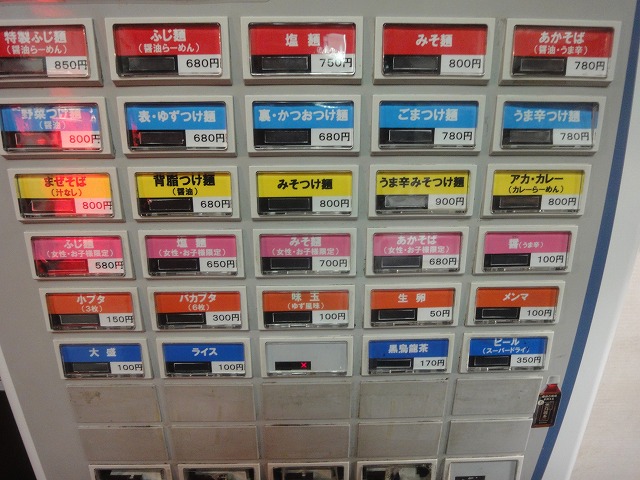 特製ふじ麺
(醤油らーめん)
850円
ふじ麺
(醤油らーめん)
680円
塩 麺
750円
みそ麺
800円
あかそば
(醤油・うま辛)
780円
野菜つけ麺
(醤油)
800円
表・ゆずつけ麺
680円
裏・かつおつけ麺
680円
ごまつけ麺
780円
うま辛つけ麺
780円
まぜそば
(汁なし)
800円
背脂つけ麺
(醤油)
680円
みそつけ麺
800円
うま辛みそつけ麺
900円
アカ・カレー
(カレーらーめん)
800円
ふじ麺
(女性・お子様限定)
580円
塩 麺
(女性・お子様限定)
650円
みそ麺
(女性・お子様限定)
700円
あかそば
(女性・お子様限定)
680円
醤(うま辛)
100円
小ブタ
(3枚)
150円
バカブタ
(6枚)
300円
味 玉
(ゆず風味)
100円
生 卵
50円
メンマ
100円
大 盛
100円
ライス
100円
×
黒烏龍茶
170円
ビール
(スーパードライ)
350円